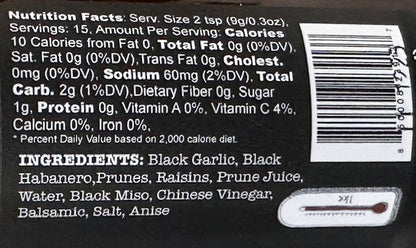 Nutrition Facts: Serv. Size 2 tsp (9g/0.3oz),
Servings: 15, Amount Per Serving: Calories
10 Calories from Fat 0, Total Fat 0g (0%DV),
Sat. Fat 0g (0%DV),Trans Fat 0g, Cholest.
0mg (0%DV), Sodium 60mg (2%DV), Total
Carb. 2g (1%DV),Dietary Fiber 0g, Sugar
1g, Protein 0g, Vitamin A 0%, Vitamin C 4%,
Calcium 0%, Iron 0%.
* Percent Daily Value based on 2,000 calorie diet.
INGREDIENTS: Black Garlic, Black
Habanero,Prunes, Raisins, Prune Juice,
Water, Black Miso, Chinese Vinegar,
Balsamic, Salt, Anise
Hot